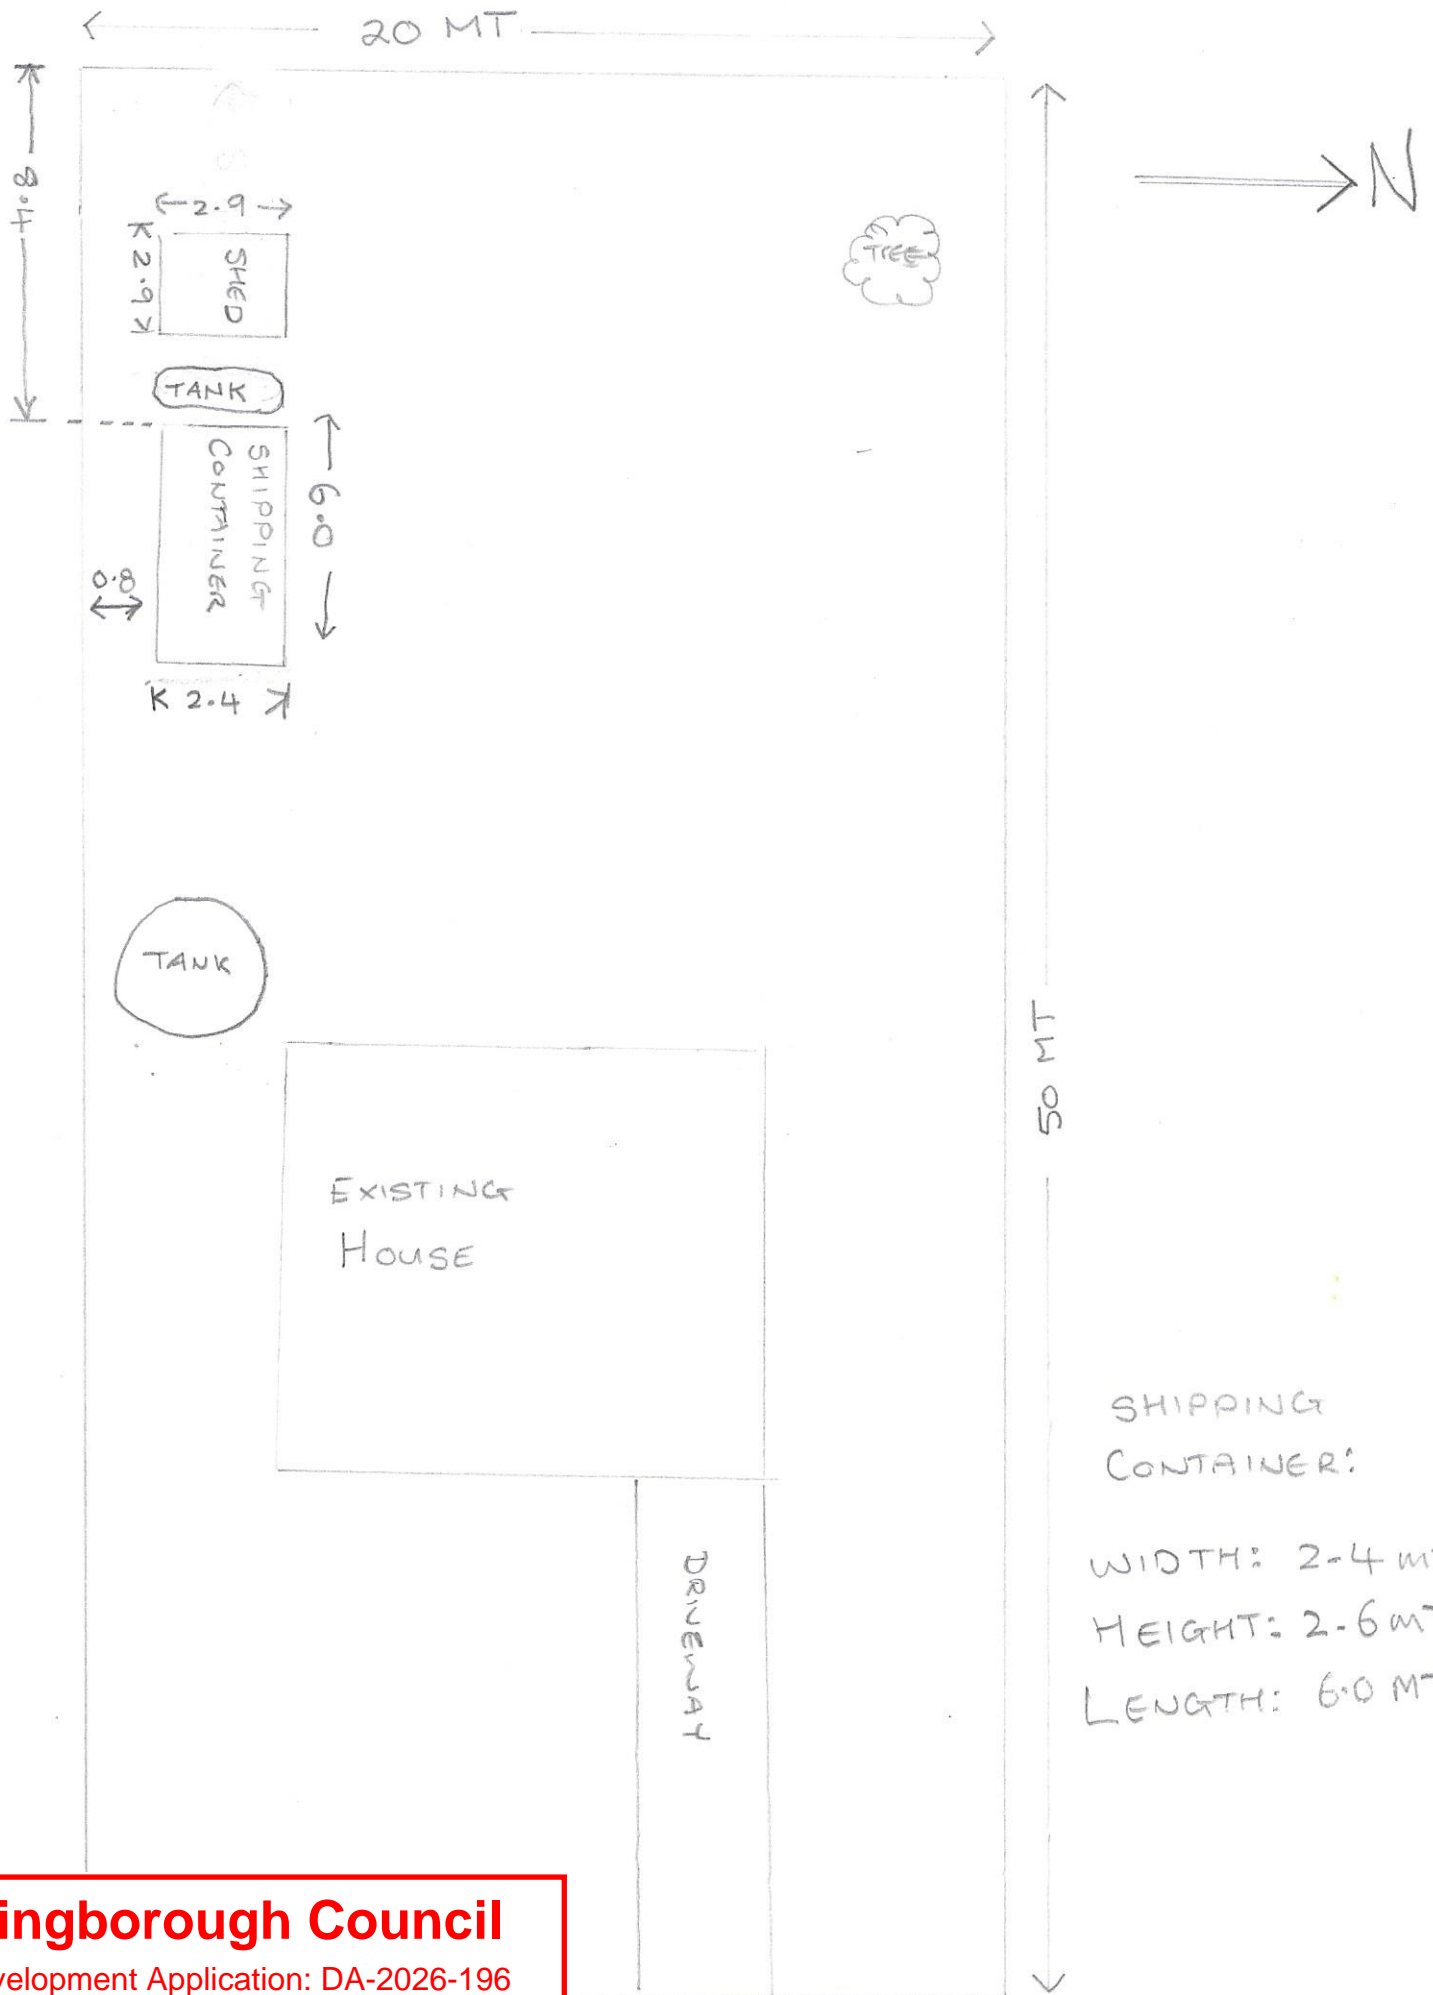 20 MT
8.4
N
2.9
2.9
SHED
TREE
TANK
SHIPPING
CONTAINER
6.0
0.8
2.4
TANK
50 MT
EXISTING
HOUSE
DRIVEWAY
SHIPPING
CONTAINER:
WIDTH: 2-4 m
HEIGHT: 2-6 mT
LENGTH: 6.0 MT
ingborough Council
velopment Application: DA-2026-196